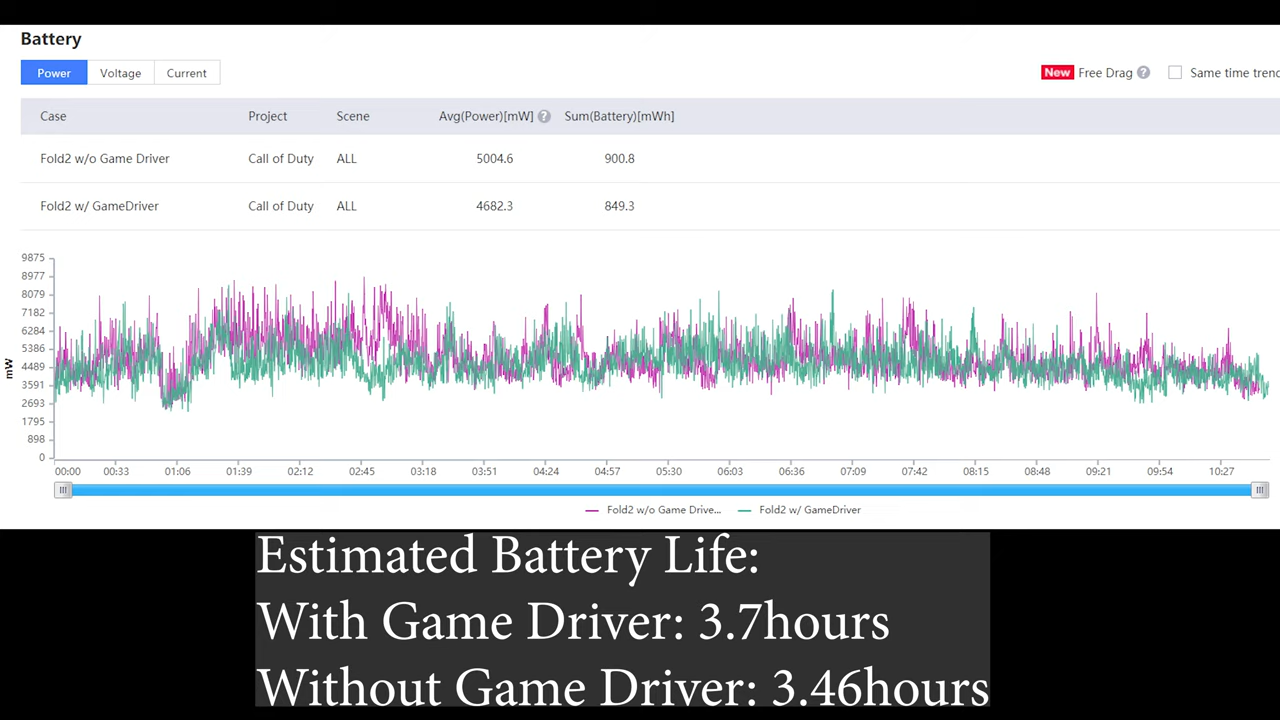 Battery
Power Voltage Current
New Free Drag ? Same time tren
Case Project Scene Avg(Power)[mW] ? Sum(Battery)[mWh]
Fold2 w/o Game Driver Call of Duty ALL 5004.6 900.8
Fold2 w/ GameDriver Call of Duty ALL 4682.3 849.3
9875
8977
8079
7182
6284
5386
4489
3591
2693
1795
898
0
mW
00:00 00:33 01:06 01:39 02:12 02:45 03:18 03:51 04:24 04:57 05:30 06:03 06:36 07:09 07:42 08:15 08:48 09:21 09:54 10:27
Fold2 w/o Game Drive... Fold2 w/ GameDriver
Estimated Battery Life:
With Game Driver: 3.7hours
Without Game Driver: 3.46hours